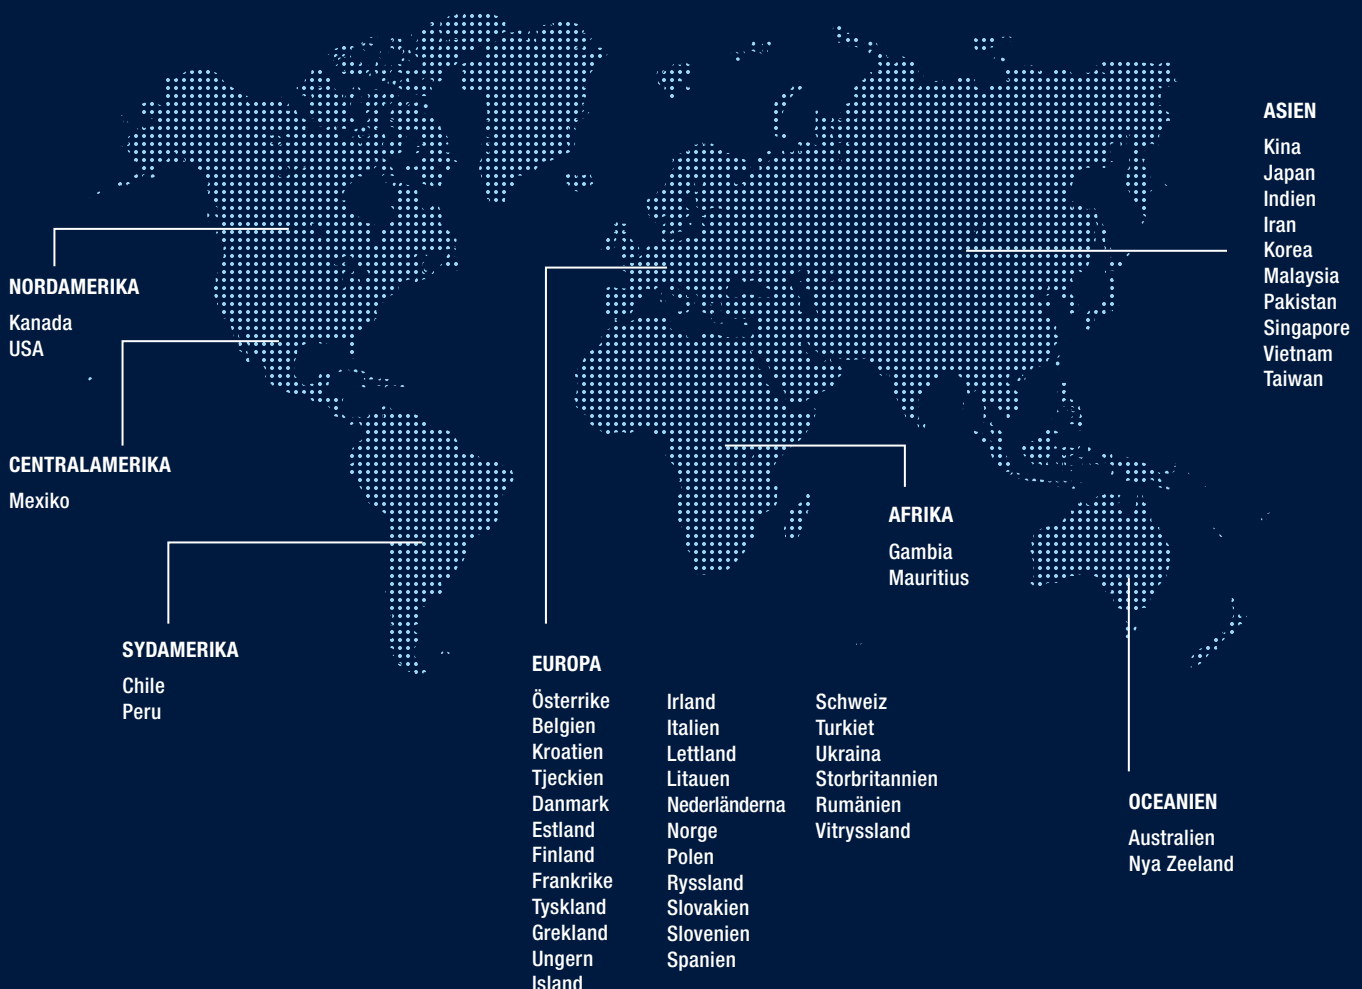 ASIEN
Kina
Japan
Indien
Iran
Korea
Malaysia
Pakistan
Singapore
Vietnam
Taiwan
NORDAMERIKA
Kanada
USA
CENTRALAMERIKA
Mexiko
AFRIKA
Gambia
Mauritius
SYDAMERIKA
Chile
Peru
EUROPA
Österrike
Belgien
Kroatien
Tjeckien
Danmark
Estland
Finland
Frankrike
Tyskland
Grekland
Ungern
Island
Irland
Italien
Lettland
Litauen
Nederländerna
Norge
Polen
Ryssland
Slovakien
Slovenien
Spanien
Schweiz
Turkiet
Ukraina
Storbritannien
Rumänien
Vitryssland
OCEANIEN
Australien
Nya Zeeland